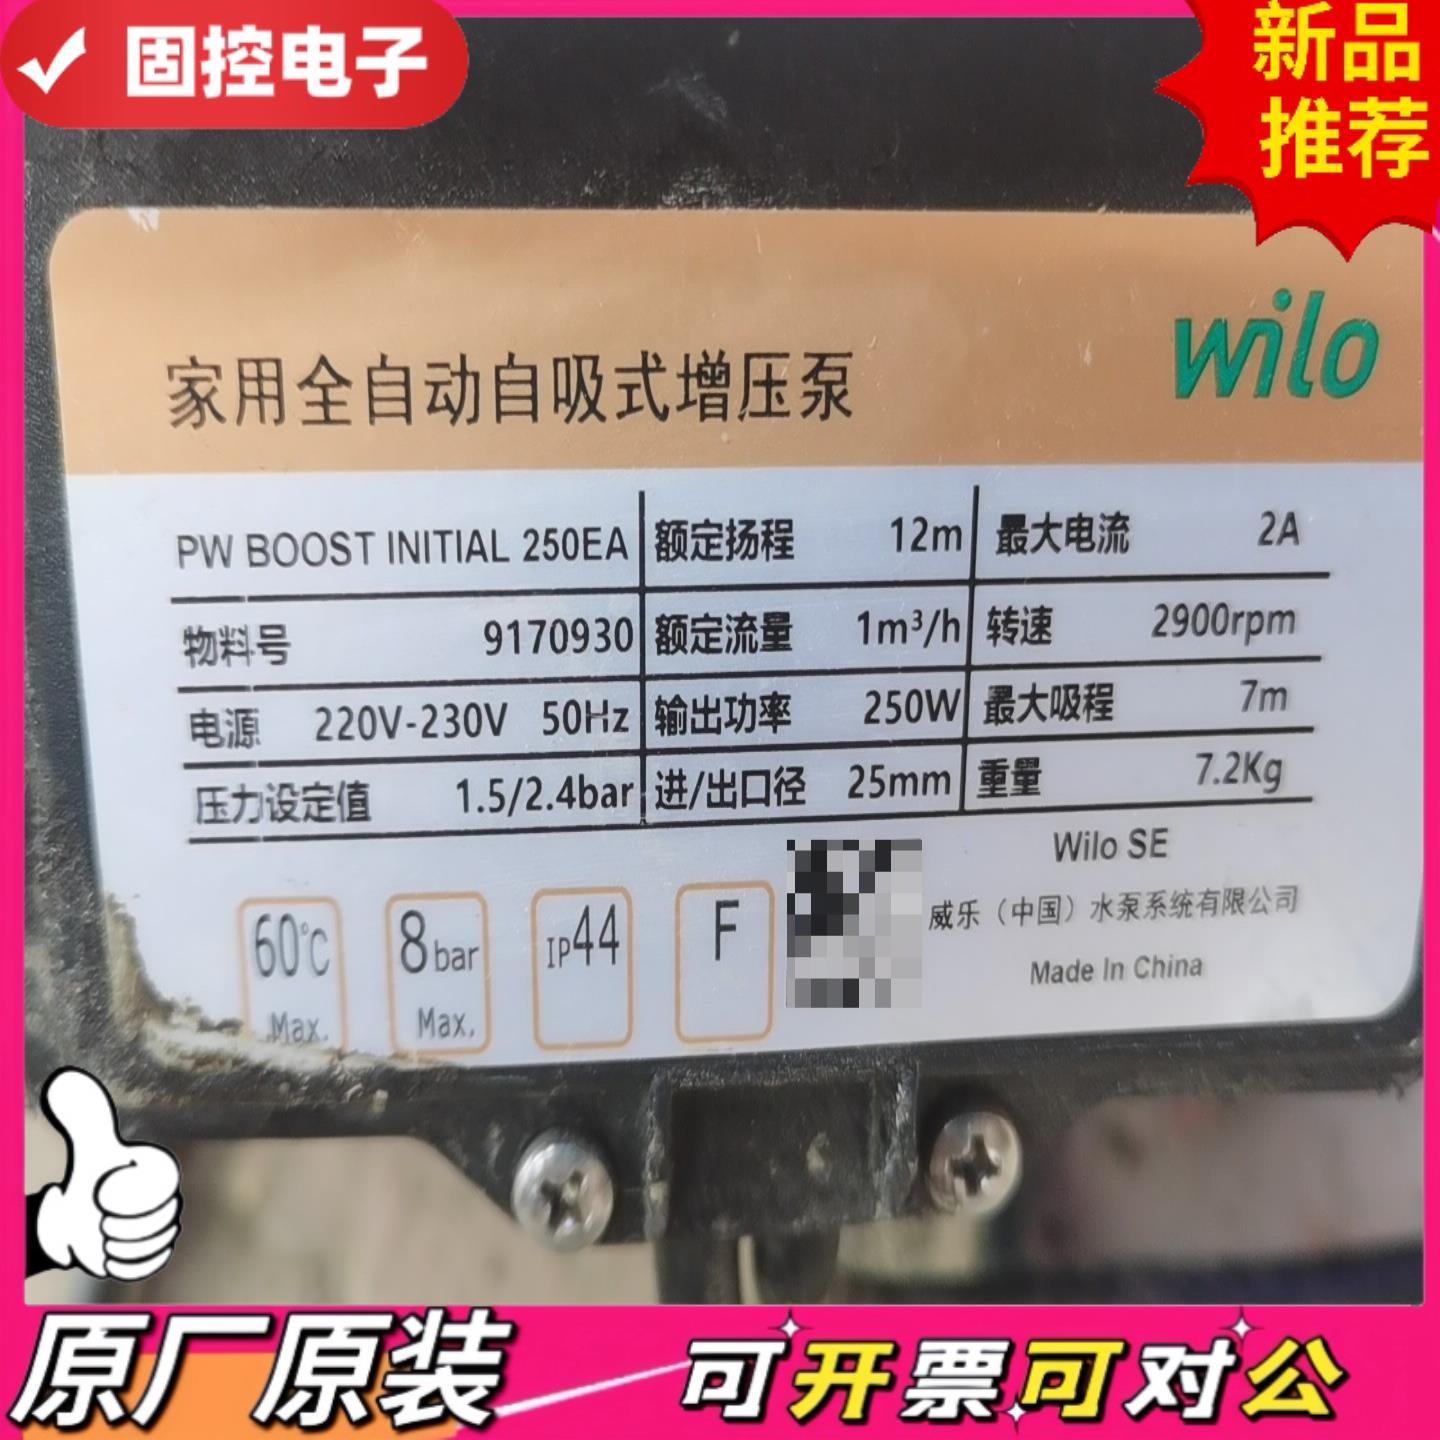 固控电子
新品
推荐
wilo
家用全自动自吸式增压泵
PW BOOST INITIAL 250EA 额定扬程 12m 最大电流 2A
物料号 9170930 额定流量 1m³/h 转速 2900rpm
电源 220V-230V 50Hz 输出功率 250W 最大吸程 7m
压力设定值 1.5/2.4bar 进/出口径 25mm 重量 7.2Kg
Wilo SE
威乐（中国）水泵系统有限公司
Made In China
60℃ Max.
8bar Max.
IP44
F
原厂原装
可开票可对公